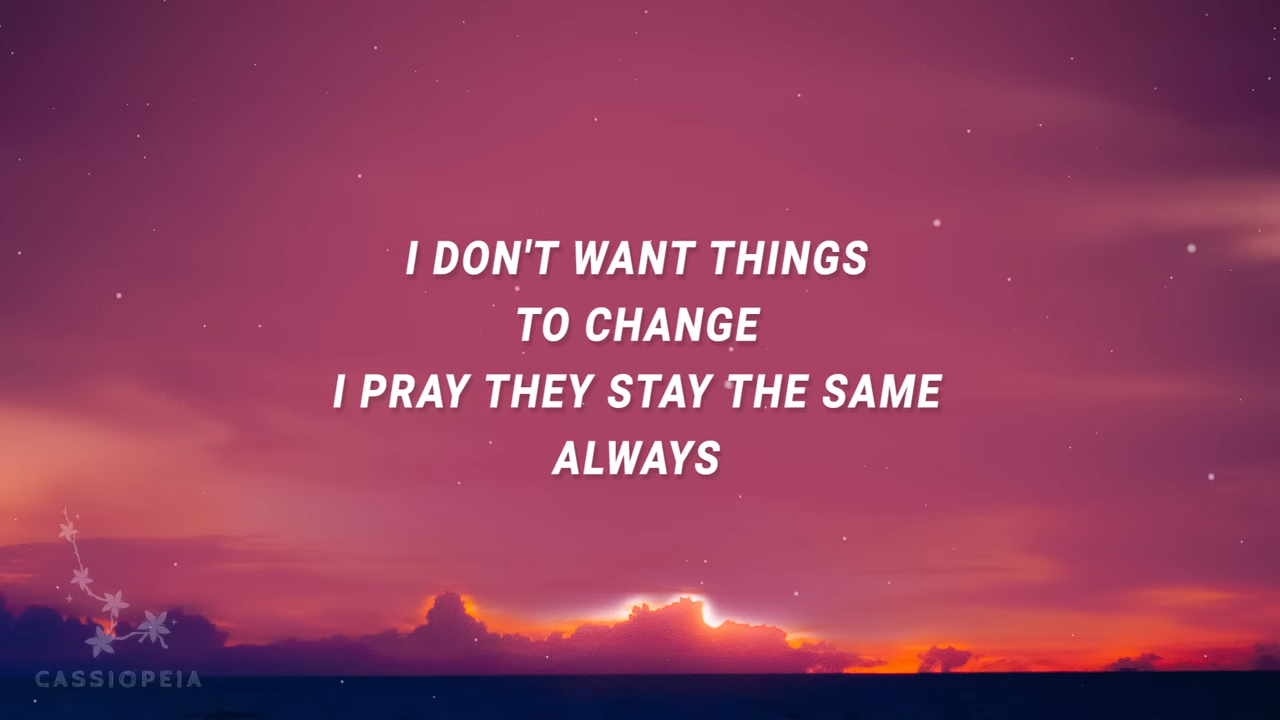 I DON'T WANT THINGS
TO CHANGE
I PRAY THEY STAY THE SAME
ALWAYS
CASSIOPEIA